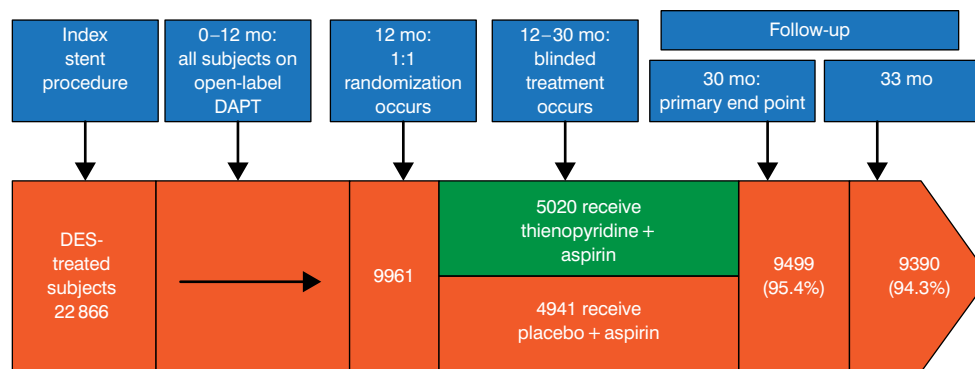 Index
stent
procedure
0–12 mo:
all subjects on
open-label
DAPT
12 mo:
1:1
randomization
occurs
12–30 mo:
blinded
treatment
occurs
Follow-up
30 mo:
primary end point
33 mo
DES-
treated
subjects
22 866
9961
5020 receive
thienopyridine +
aspirin
4941 receive
placebo + aspirin
9499
(95.4%)
9390
(94.3%)